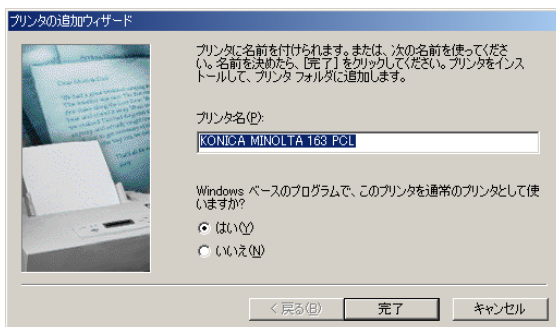 プリンタの追加ウィザード
プリンタに名前を付けられます。または、次の名前を使ってくださ
い。名前を決めたら、[完了] をクリックしてください。プリンタをインス
トールして、プリンタ フォルダに追加します。
プリンタ名(P):
KONICA MINOLTA 163 PCL
Windows ベースのプログラムで、このプリンタを通常のプリンタとして使
いますか?
はい(Y)
いいえ(N)
< 戻る(B)
完了
キャンセル